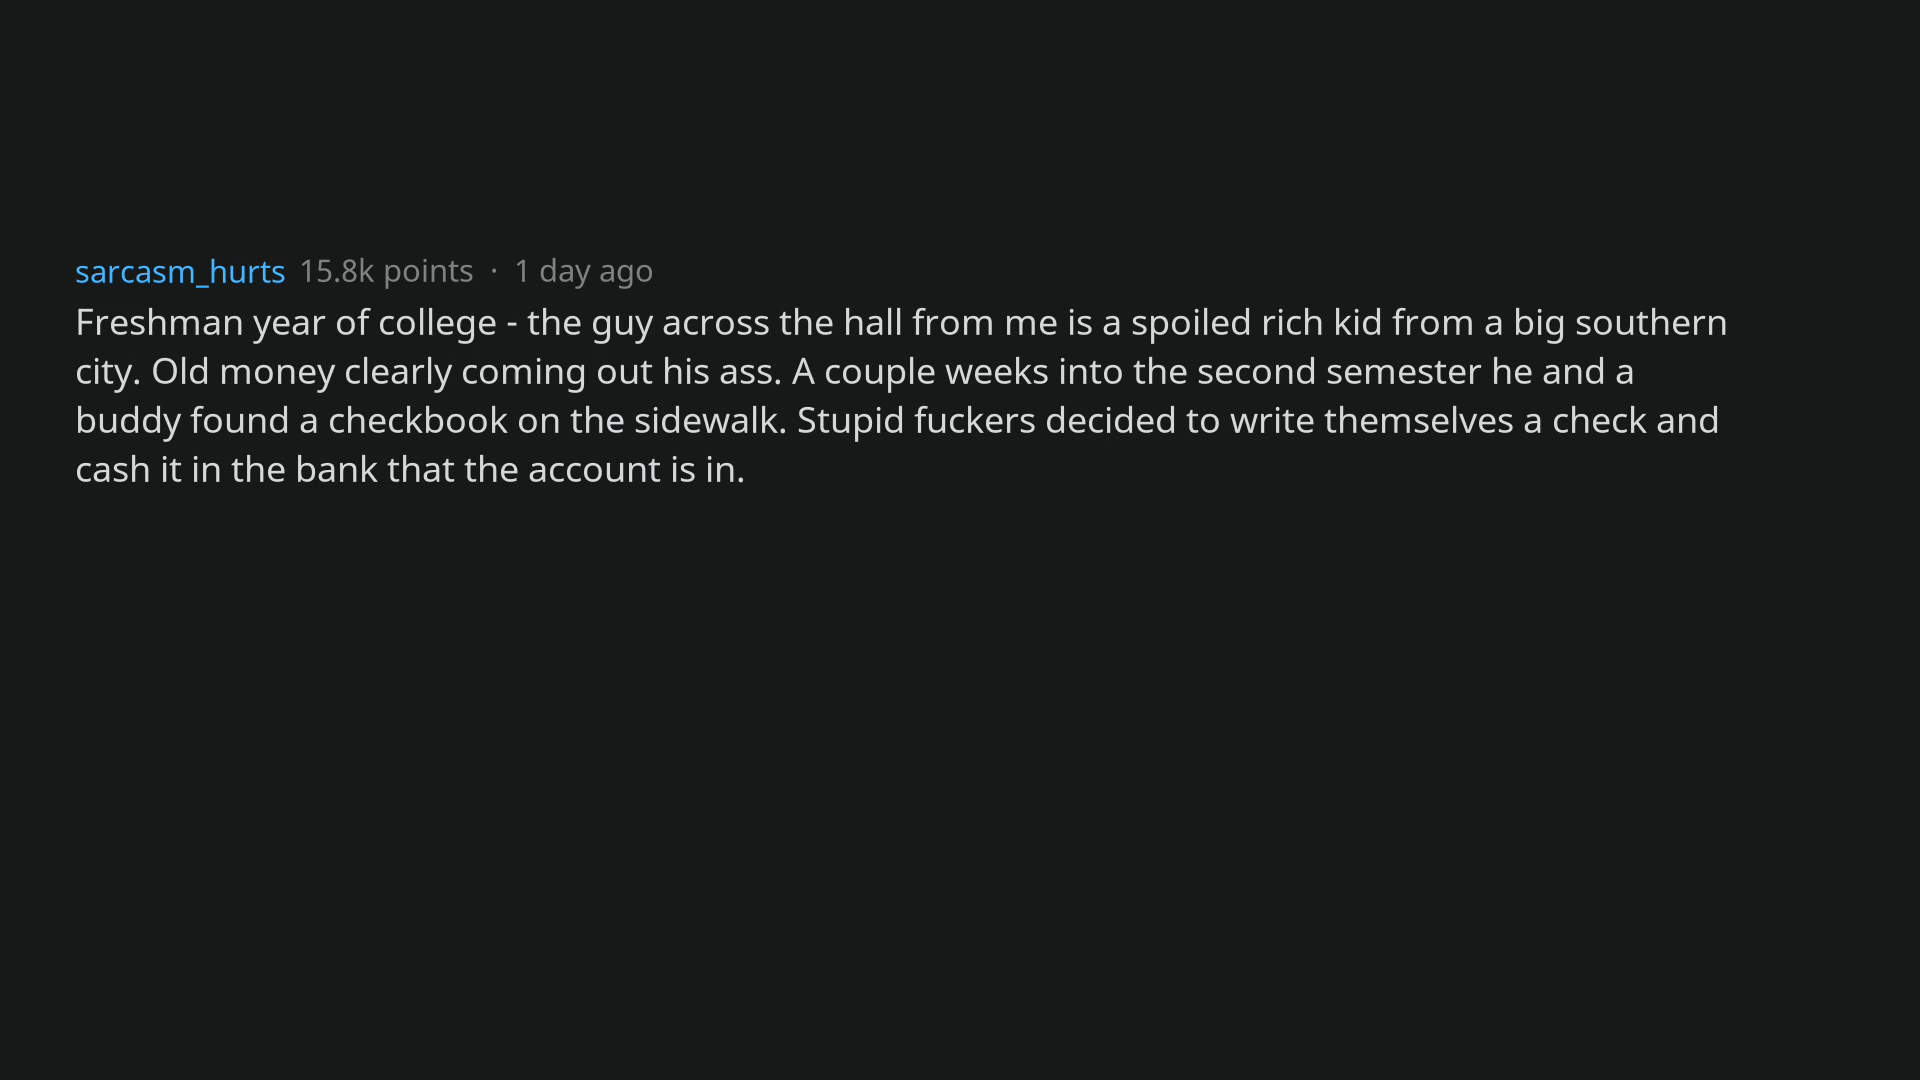 sarcasm_hurts 15.8k points · 1 day ago
Freshman year of college - the guy across the hall from me is a spoiled rich kid from a big southern
city. Old money clearly coming out his ass. A couple weeks into the second semester he and a
buddy found a checkbook on the sidewalk. Stupid fuckers decided to write themselves a check and
cash it in the bank that the account is in.